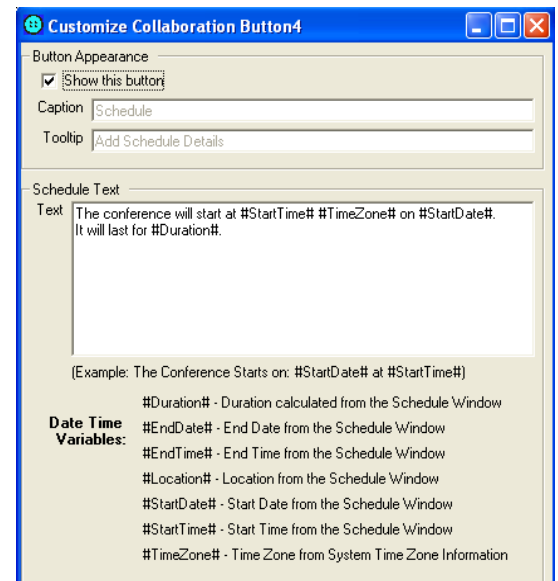 Customize Collaboration Button4
Button Appearance
Show this button
Caption Schedule
Tooltip Add Schedule Details
Schedule Text
Text The conference will start at #StartTime# #TimeZone# on #StartDate#.
It will last for #Duration#.
(Example: The Conference Starts on: #StartDate# at #StartTime#)
Date Time Variables:
#Duration# - Duration calculated from the Schedule Window
#EndDate# - End Date from the Schedule Window
#EndTime# - End Time from the Schedule Window
#Location# - Location from the Schedule Window
#StartDate# - Start Date from the Schedule Window
#StartTime# - Start Time from the Schedule Window
#TimeZone# - Time Zone from System Time Zone Information